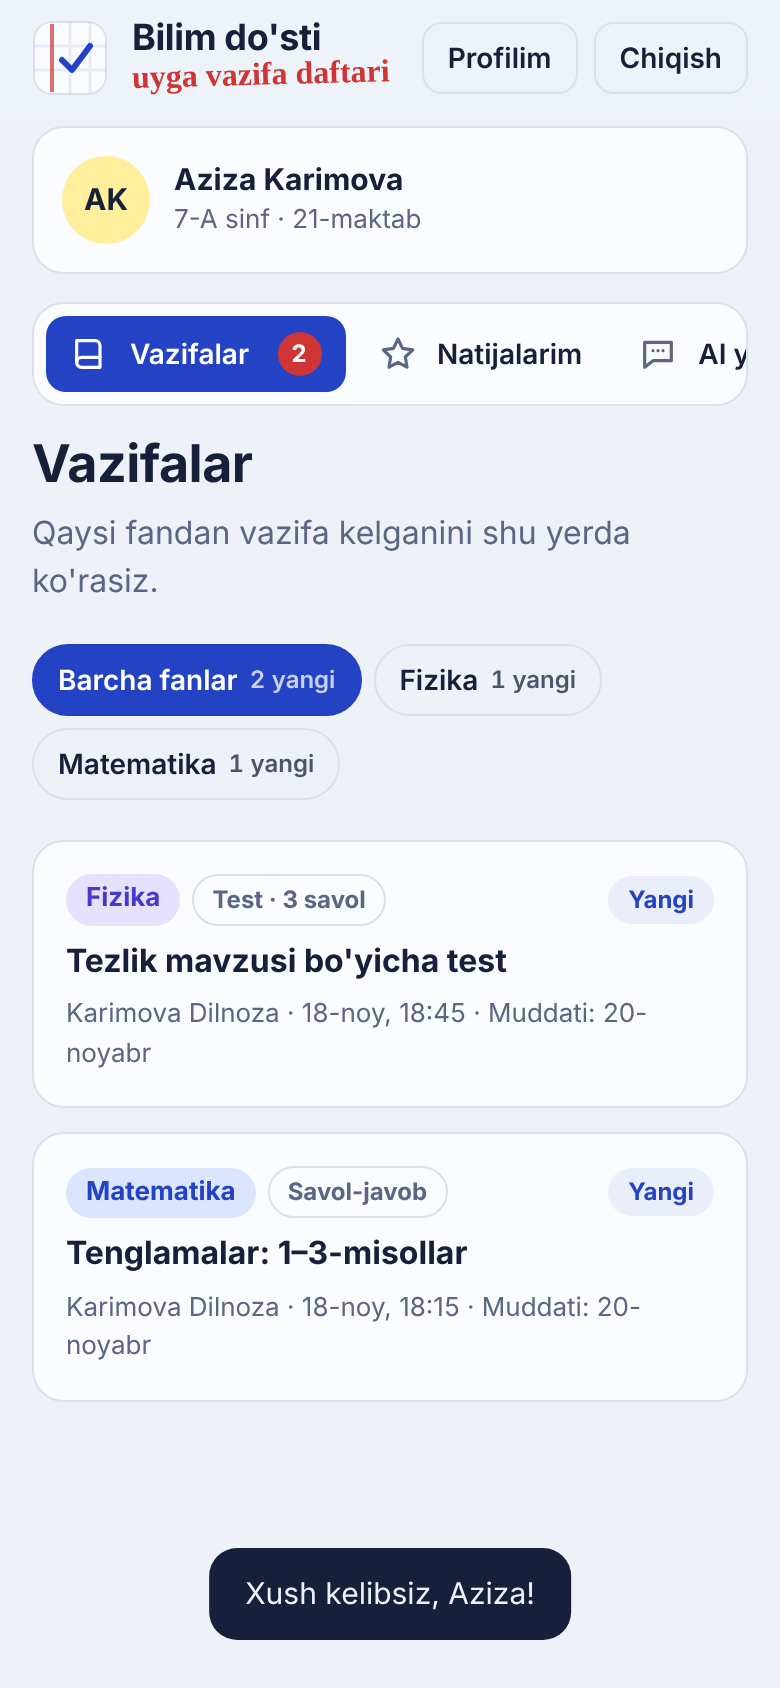 Bilim do'sti
uyga vazifa daftari
Profilim
Chiqish
AK
Aziza Karimova
7-A sinf · 21-maktab
Vazifalar 2
Natijalarim
AI y
Vazifalar
Qaysi fandan vazifa kelganini shu yerda
ko'rasiz.
Barcha fanlar 2 yangi
Fizika 1 yangi
Matematika 1 yangi
Fizika
Test · 3 savol
Yangi
Tezlik mavzusi bo'yicha test
Karimova Dilnoza · 18-noy, 18:45 · Muddati: 20-
noyabr
Matematika
Savol-javob
Yangi
Tenglamalar: 1–3-misollar
Karimova Dilnoza · 18-noy, 18:15 · Muddati: 20-
noyabr
Xush kelibsiz, Aziza!